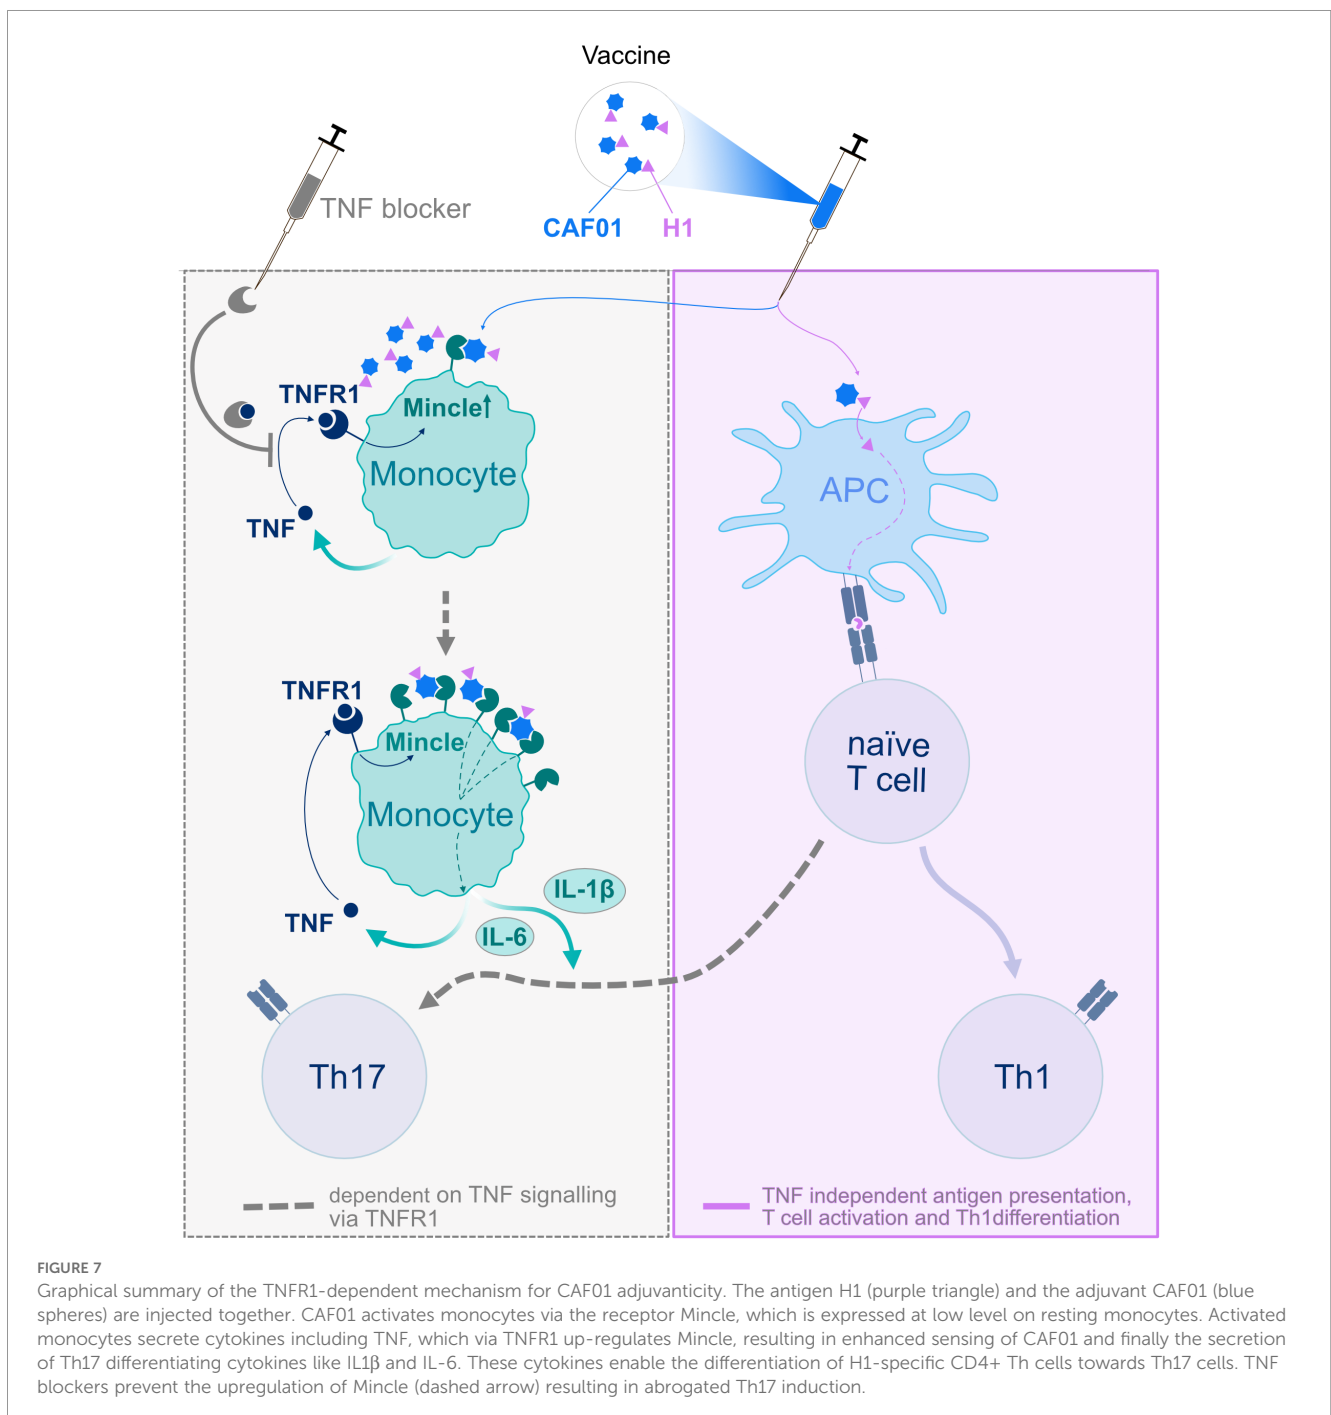 Vaccine
TNF blocker
CAF01
H1
TNFR1
Mincle↑
Monocyte
TNF
APC
TNFR1
Mincle
Monocyte
naïve
T cell
IL-1β
IL-6
TNF
Th17
Th1
dependent on TNF signalling
via TNFR1
TNF independent antigen presentation,
T cell activation and Th1differentiation
FIGURE 7
Graphical summary of the TNFR1-dependent mechanism for CAF01 adjuvanticity. The antigen H1 (purple triangle) and the adjuvant CAF01 (blue
spheres) are injected together. CAF01 activates monocytes via the receptor Mincle, which is expressed at low level on resting monocytes. Activated
monocytes secrete cytokines including TNF, which via TNFR1 up-regulates Mincle, resulting in enhanced sensing of CAF01 and finally the secretion
of Th17 differentiating cytokines like IL1β and IL-6. These cytokines enable the differentiation of H1-specific CD4+ Th cells towards Th17 cells. TNF
blockers prevent the upregulation of Mincle (dashed arrow) resulting in abrogated Th17 induction.